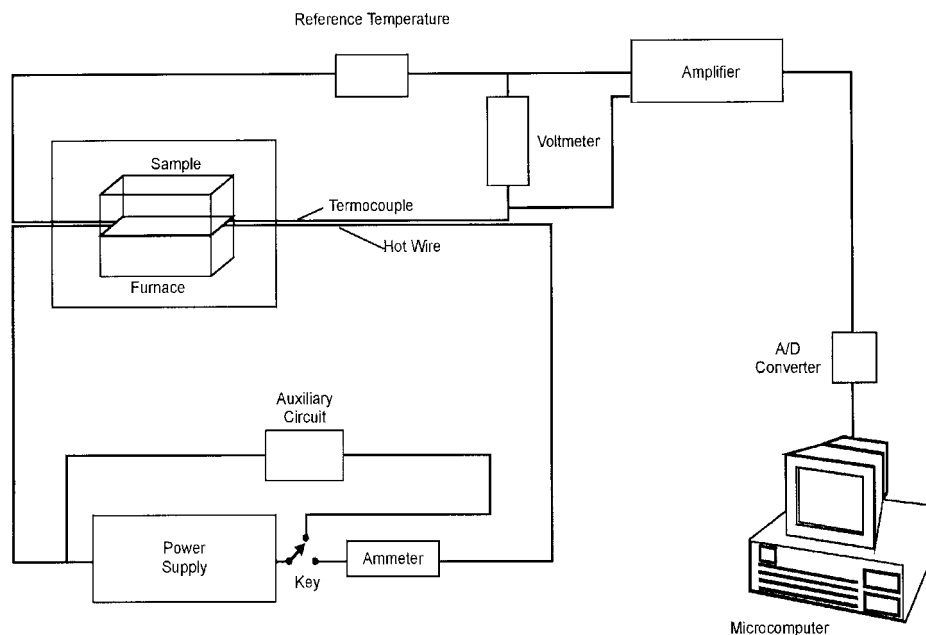 Reference Temperature
Amplifier
Voltmeter
Sample
Termocouple
Hot Wire
Furnace
A/D
Converter
Auxiliary
Circuit
Power
Supply
Key
Ammeter
Microcomputer